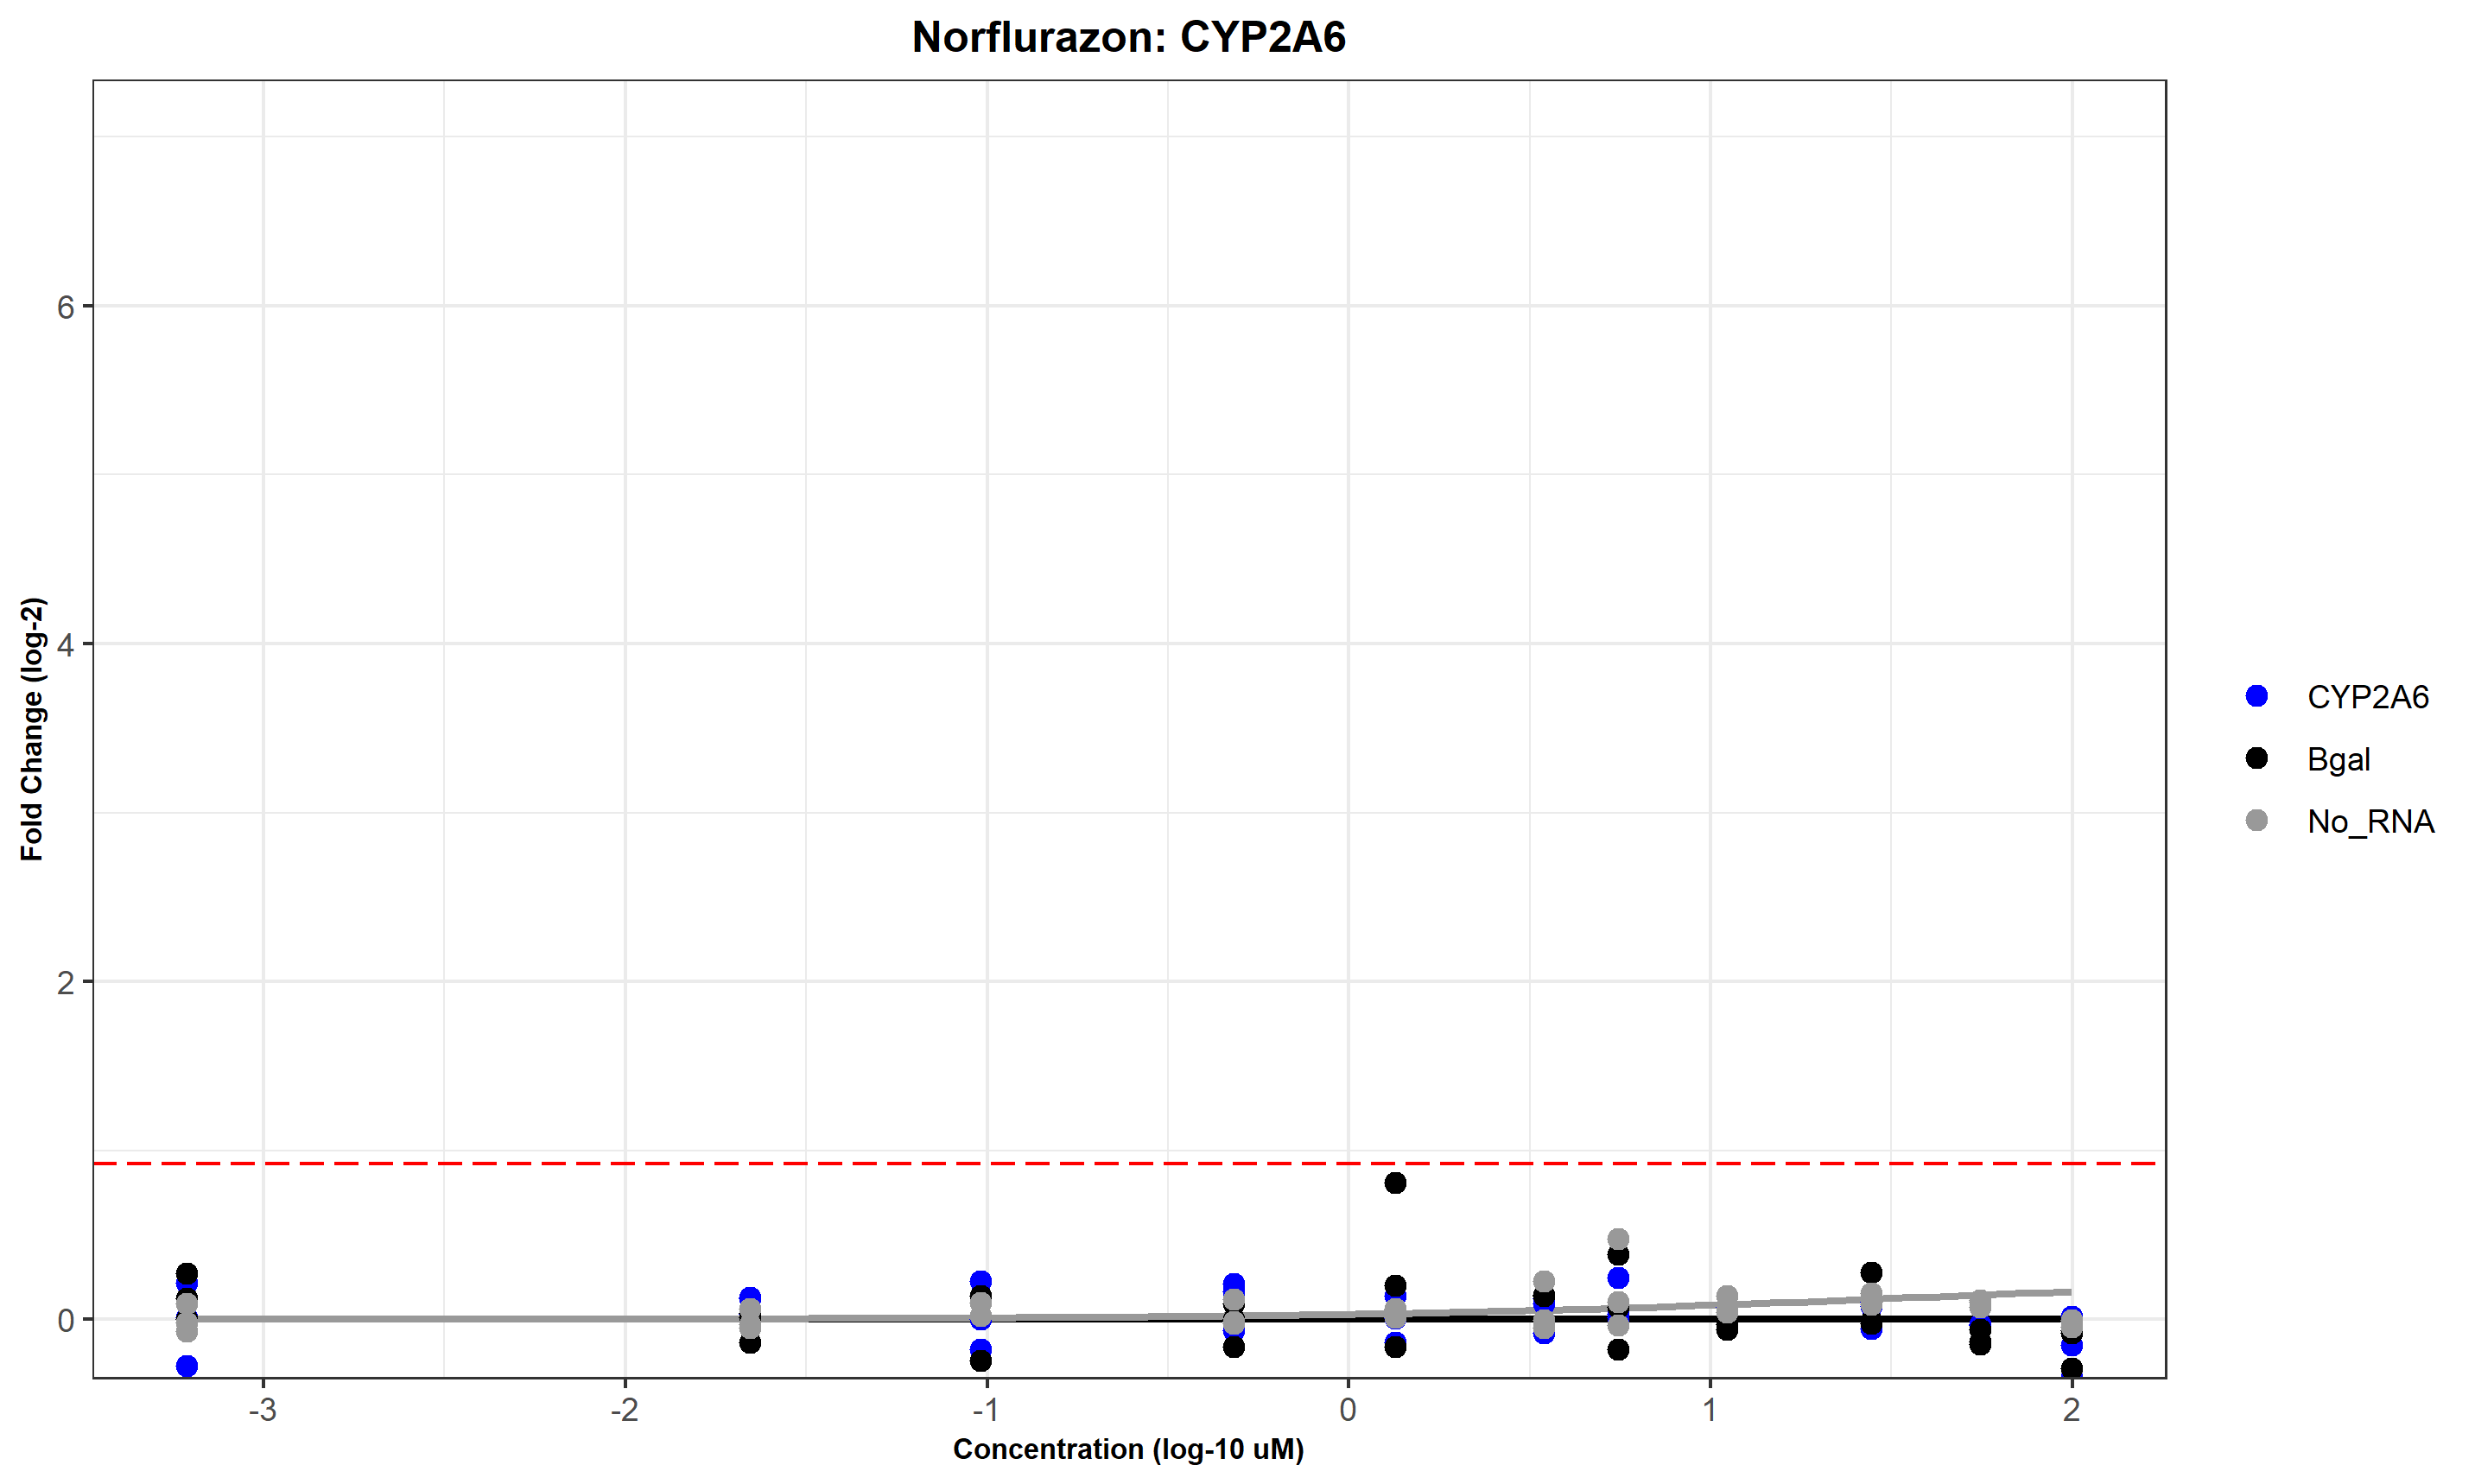 Norflurazon: CYP2A6
Fold Change (log-2)
6
4
2
0
-3
-2
-1
0
1
2
Concentration (log-10 uM)
CYP2A6
Bgal
No_RNA